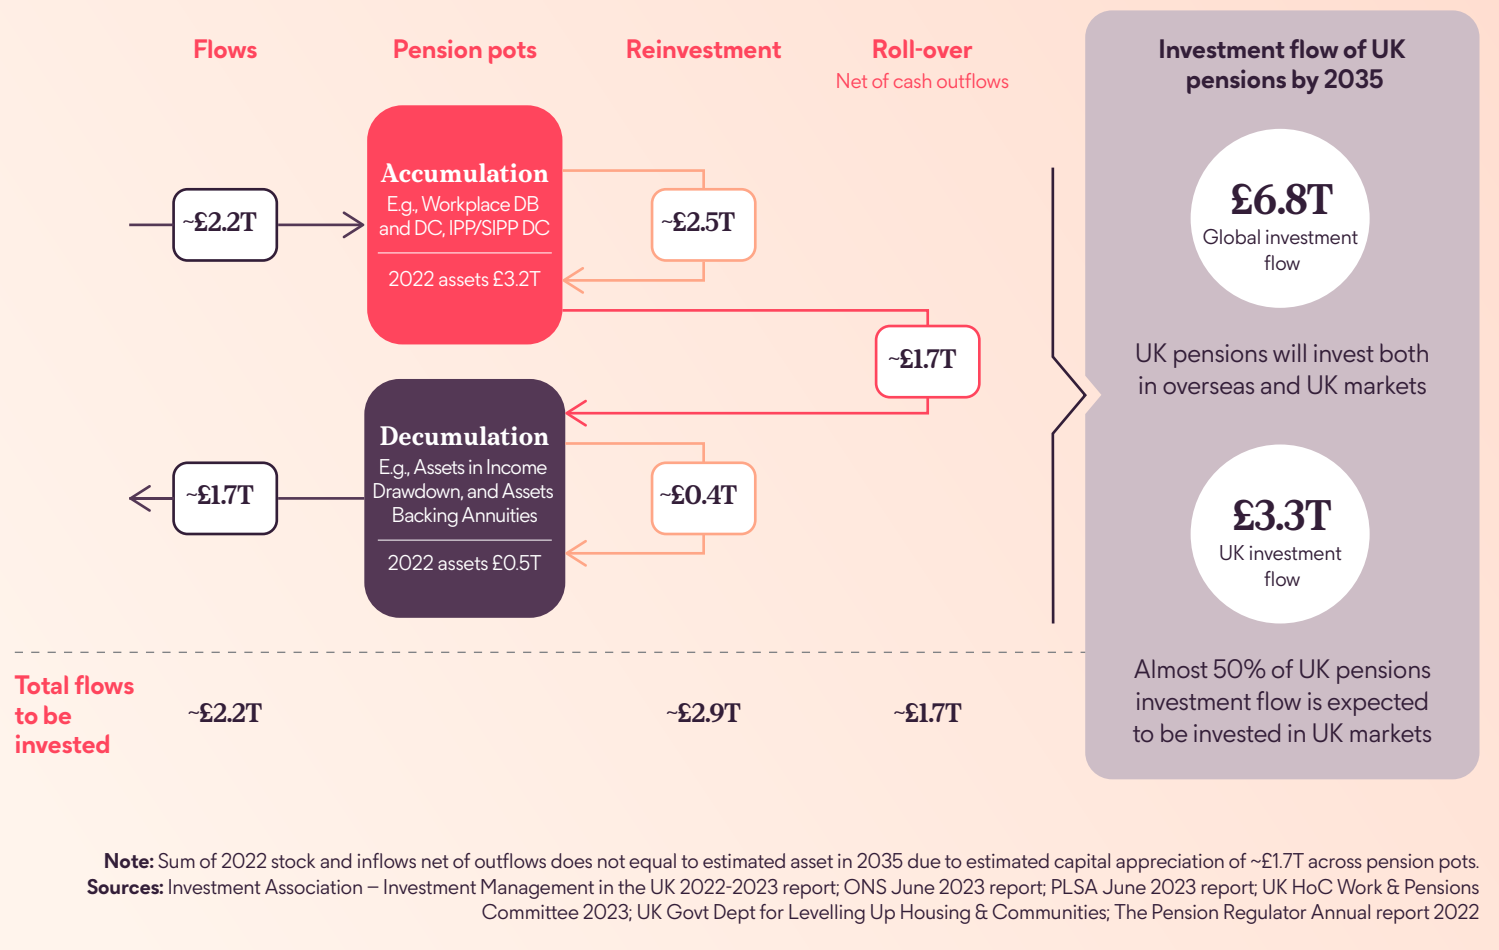 Flows
Pension pots
Reinvestment
Roll-over
Net of cash outflows
Accumulation
E.g., Workplace DB
and DC, IPP/SIPP DC
2022 assets £3.2T
~£2.2T
~£2.5T
~£1.7T
Decumulation
E.g., Assets in Income
Drawdown, and Assets
Backing Annuities
2022 assets £0.5T
~£1.7T
~£0.4T
Total flows
to be
invested
~£2.2T
~£2.9T
~£1.7T
Investment flow of UK
pensions by 2035
£6.8T
Global investment
flow
UK pensions will invest both
in overseas and UK markets
£3.3T
UK investment
flow
Almost 50% of UK pensions
investment flow is expected
to be invested in UK markets
Note: Sum of 2022 stock and inflows net of outflows does not equal to estimated asset in 2035 due to estimated capital appreciation of ~£1.7T across pension pots.
Sources: Investment Association – Investment Management in the UK 2022-2023 report; ONS June 2023 report; PLSA June 2023 report; UK HoC Work & Pensions
Committee 2023; UK Govt Dept for Levelling Up Housing & Communities; The Pension Regulator Annual report 2022